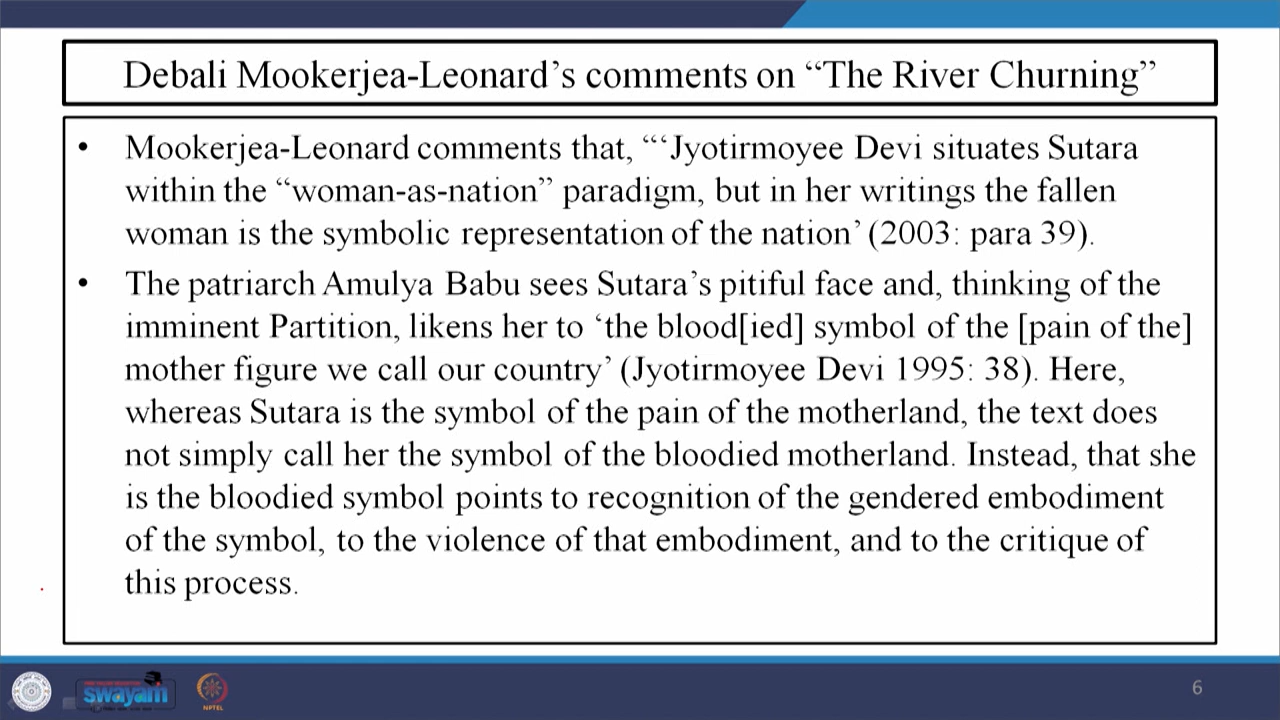 Debali Mookerjea-Leonard’s comments on “The River Churning”
• Mookerjea-Leonard comments that, “‘Jyotirmoyee Devi situates Sutara
within the “woman-as-nation” paradigm, but in her writings the fallen
woman is the symbolic representation of the nation’ (2003: para 39).
• The patriarch Amulya Babu sees Sutara’s pitiful face and, thinking of the
imminent Partition, likens her to ‘the blood[ied] symbol of the [pain of the]
mother figure we call our country’ (Jyotirmoyee Devi 1995: 38). Here,
whereas Sutara is the symbol of the pain of the motherland, the text does
not simply call her the symbol of the bloodied motherland. Instead, that she
is the bloodied symbol points to recognition of the gendered embodiment
of the symbol, to the violence of that embodiment, and to the critique of
this process.
swayam
NPTEL
6